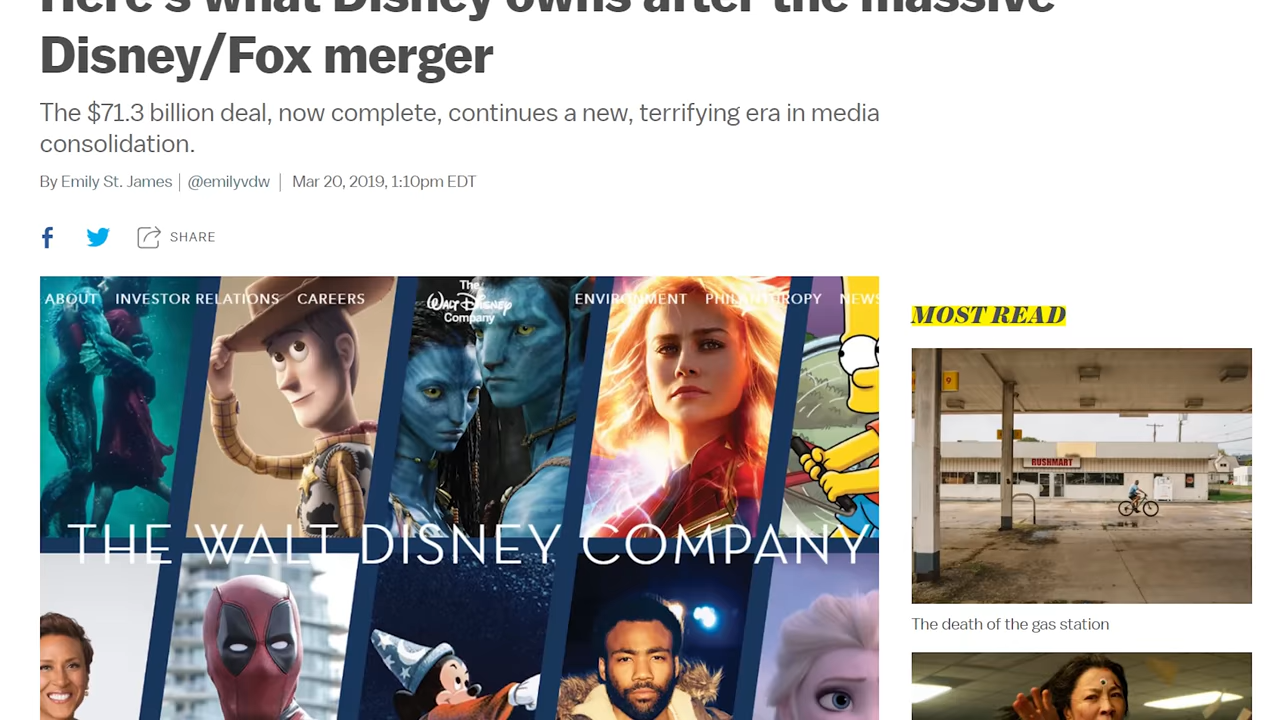 Here's what Disney owns after the massive
Disney/Fox merger
The $71.3 billion deal, now complete, continues a new, terrifying era in media
consolidation.
By Emily St. James | @emilyvdw | Mar 20, 2019, 1:10pm EDT
SHARE
ABOUT INVESTOR RELATIONS CAREERS
The
Walt Disney
Company
ENVIRONMENT PHILANTHROPY NEWS
THE WALT DISNEY COMPANY
MOST READ
9
RUSHMART
The death of the gas station